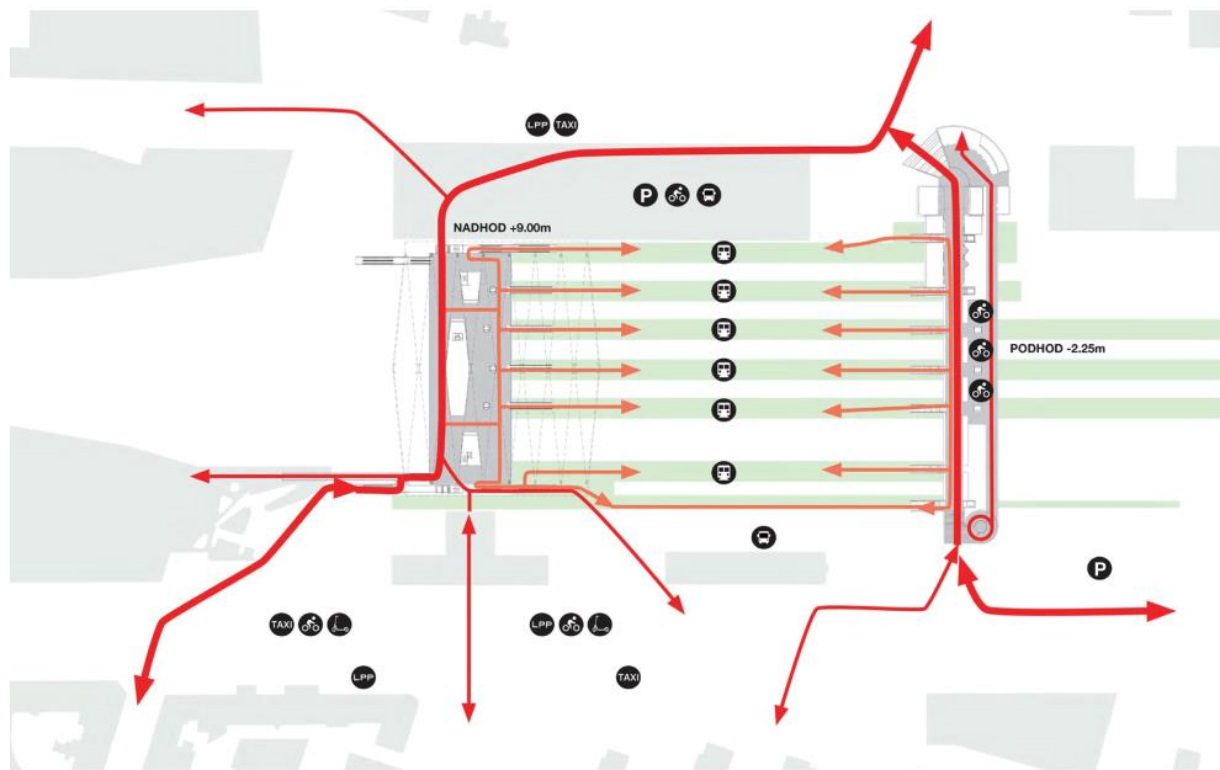 LPP TAXI
P
NADHOD +9.00m
PODHOD -2.25m
P
TAXI
LPP
LPP
TAXI